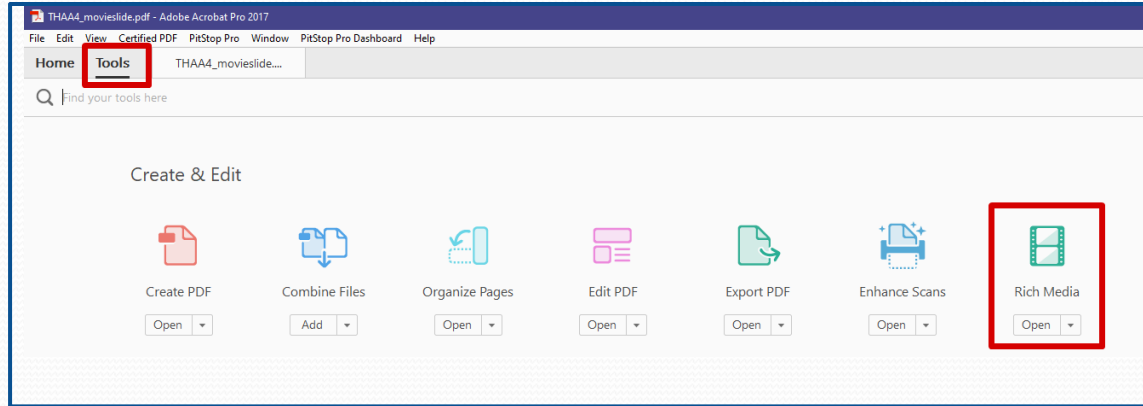 THAA4_movieslide.pdf - Adobe Acrobat Pro 2017
File Edit View Certified PDF PitStop Pro Window PitStop Pro Dashboard Help
Home Tools THAA4_movieslide....
Find your tools here
Create & Edit
Create PDF Combine Files Organize Pages Edit PDF Export PDF Enhance Scans Rich Media
Open Add Open Open Open Open Open